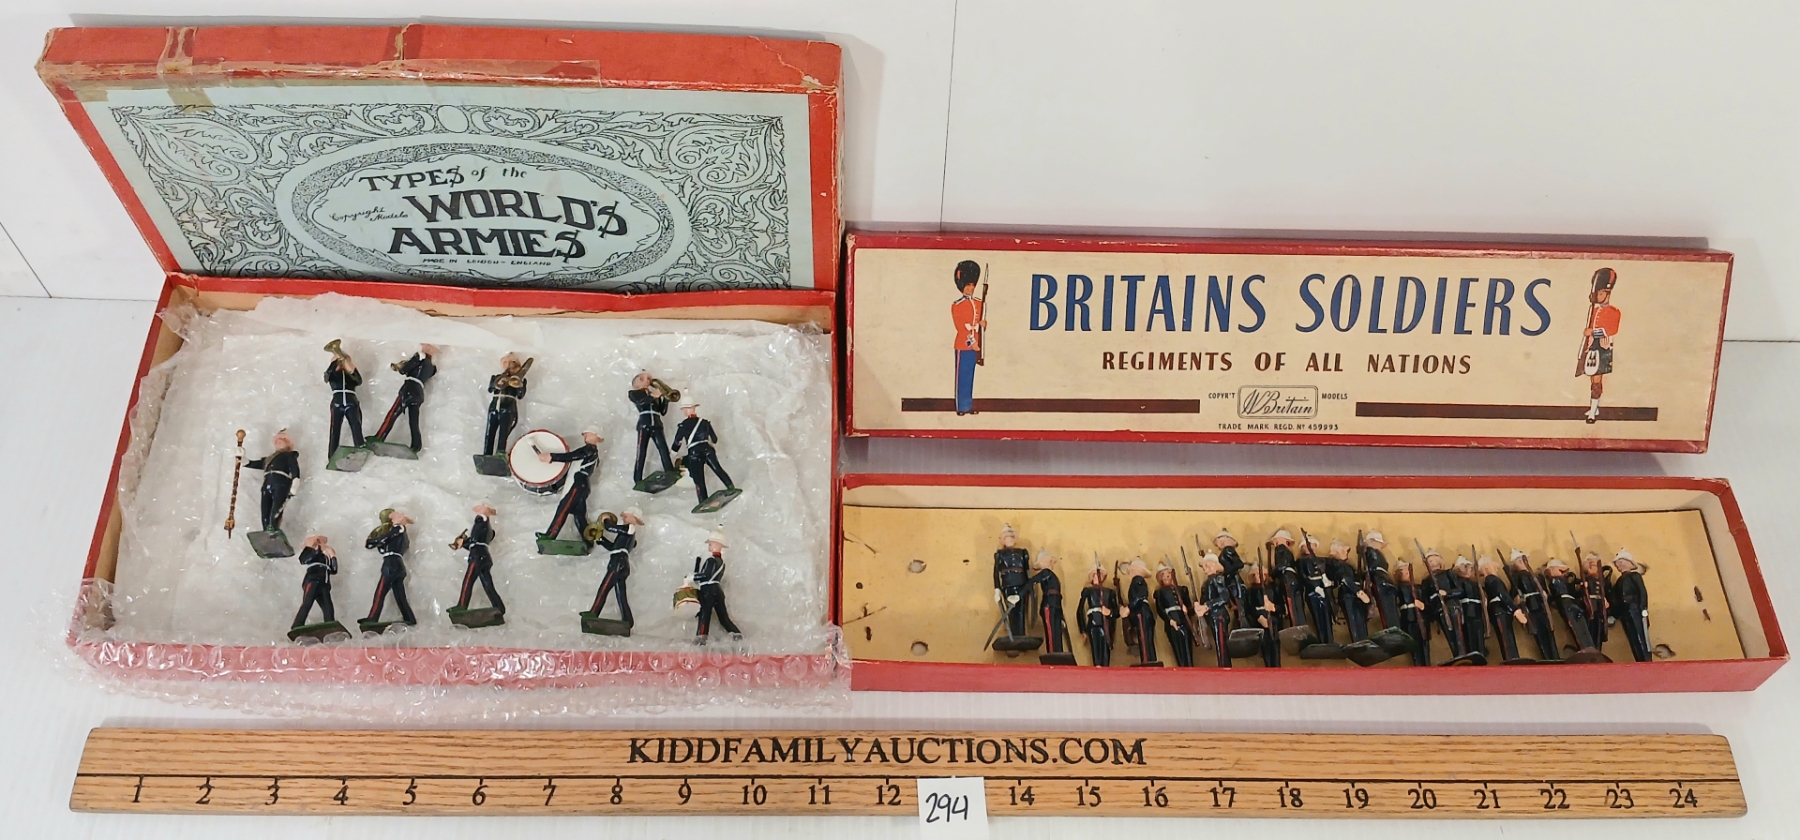 TYPES of the
Copyright Models
WORLD'S
ARMIES
MADE IN LONDON - ENGLAND
BRITAINS SOLDIERS
REGIMENTS OF ALL NATIONS
COPYR'T W Britain MODELS
TRADE MARK REGD. Nº 459993
KIDDFAMILYAUCTIONS.COM
1 2 3 4 5 6 7 8 9 10 11 12 14 15 16 17 18 19 20 21 22 23 24
294